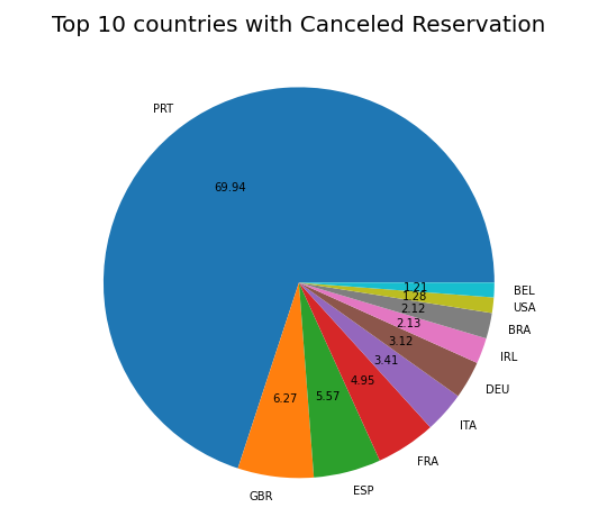 Top 10 countries with Canceled Reservation
PRT
69.94
1.21
BEL
1.28
USA
2.12
BRA
2.13
IRL
3.12
DEU
3.41
ITA
4.95
FRA
5.57
ESP
6.27
GBR